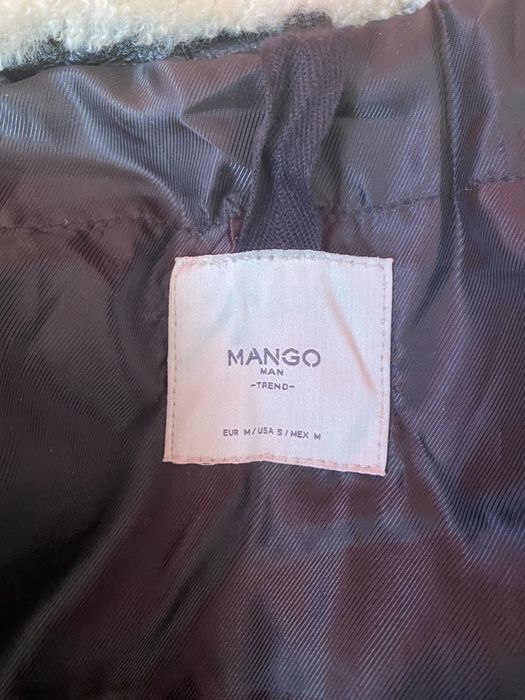 MANGO
MAN
-TREND-
EUR M/USA S/MEX M